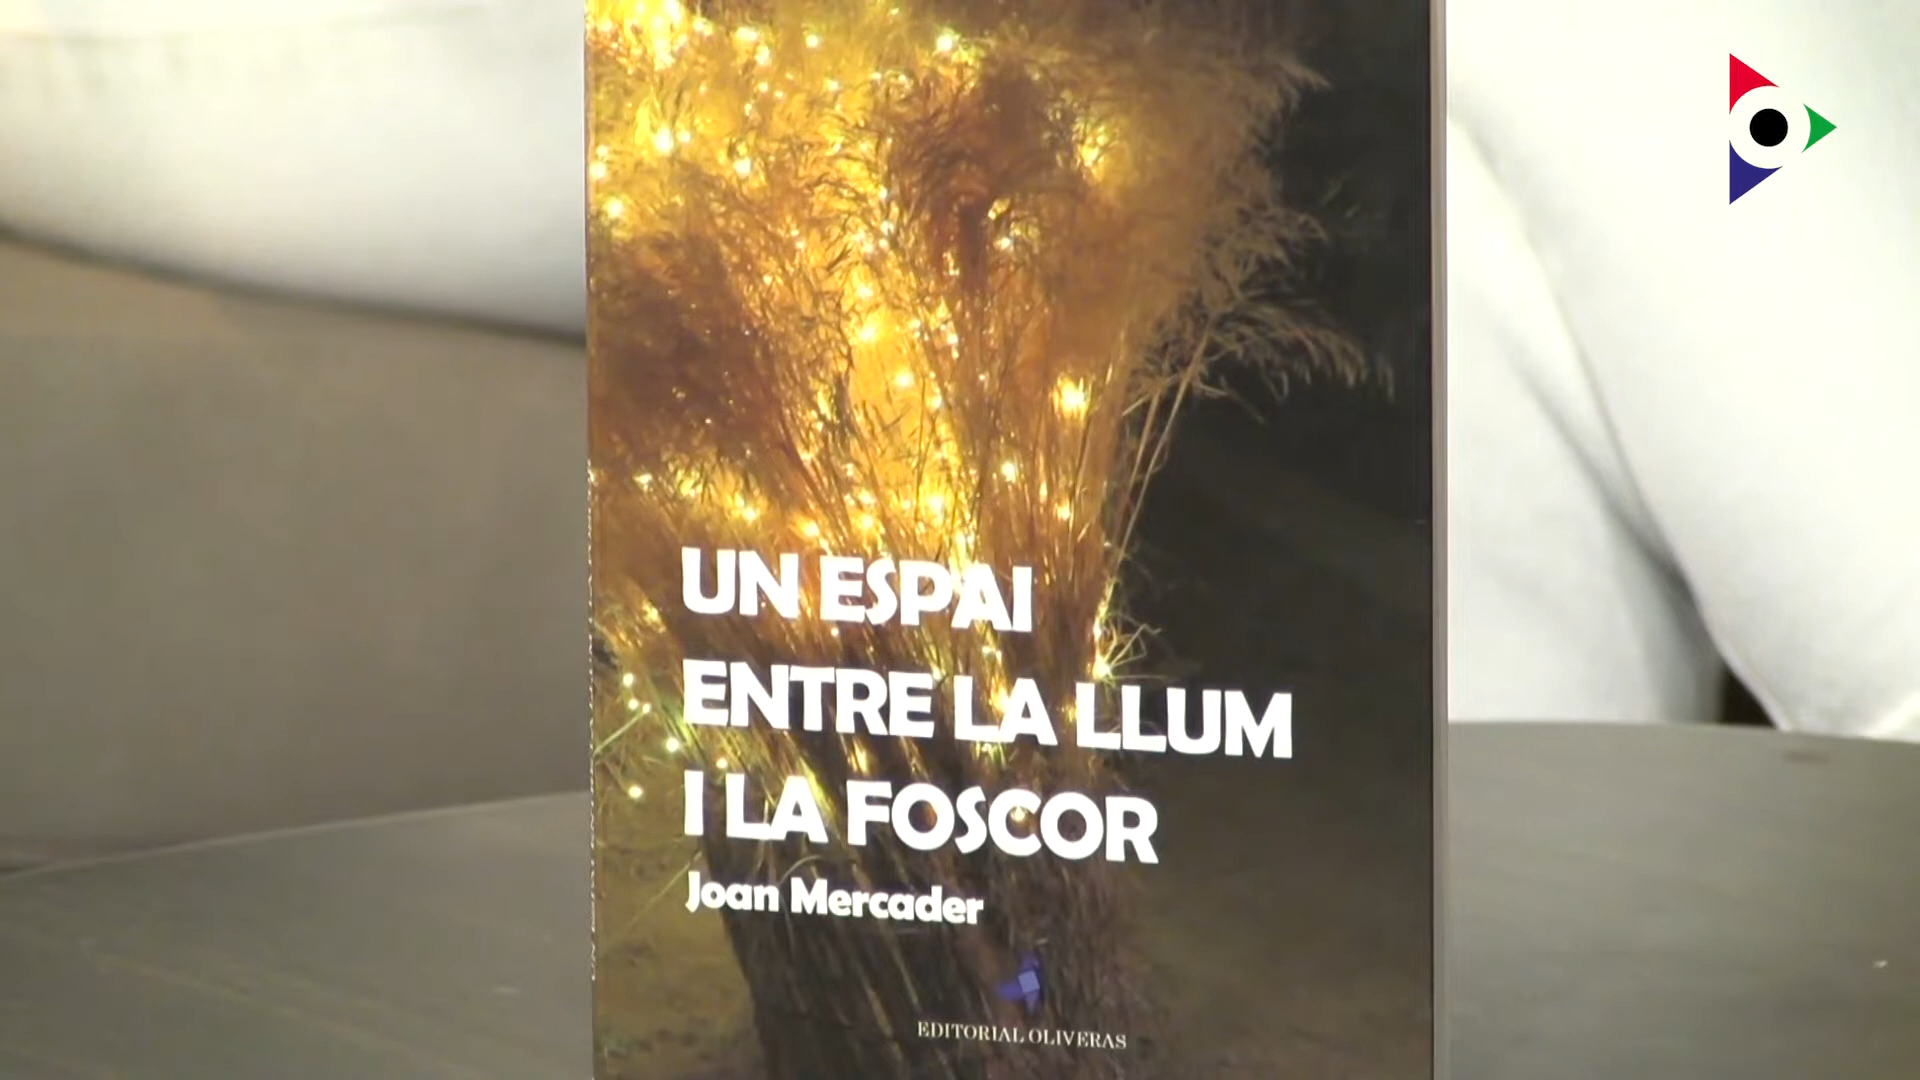 UN ESPAI
ENTRE LA LLUM
I LA FOSCOR
Joan Mercader
EDITORIAL OLIVERAS